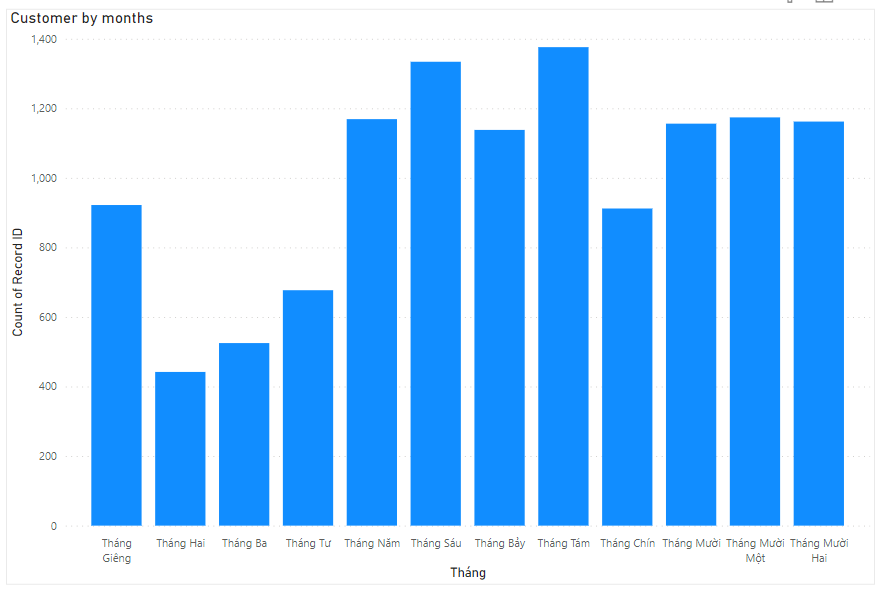 Customer by months
1,400
1,200
1,000
800
600
400
200
0
Count of Record ID
Tháng
Giêng
Tháng Hai
Tháng Ba
Tháng Tư
Tháng Năm
Tháng Sáu
Tháng Bảy
Tháng Tám
Tháng Chín
Tháng Mười
Tháng Mười
Một
Tháng Mười
Hai
Tháng